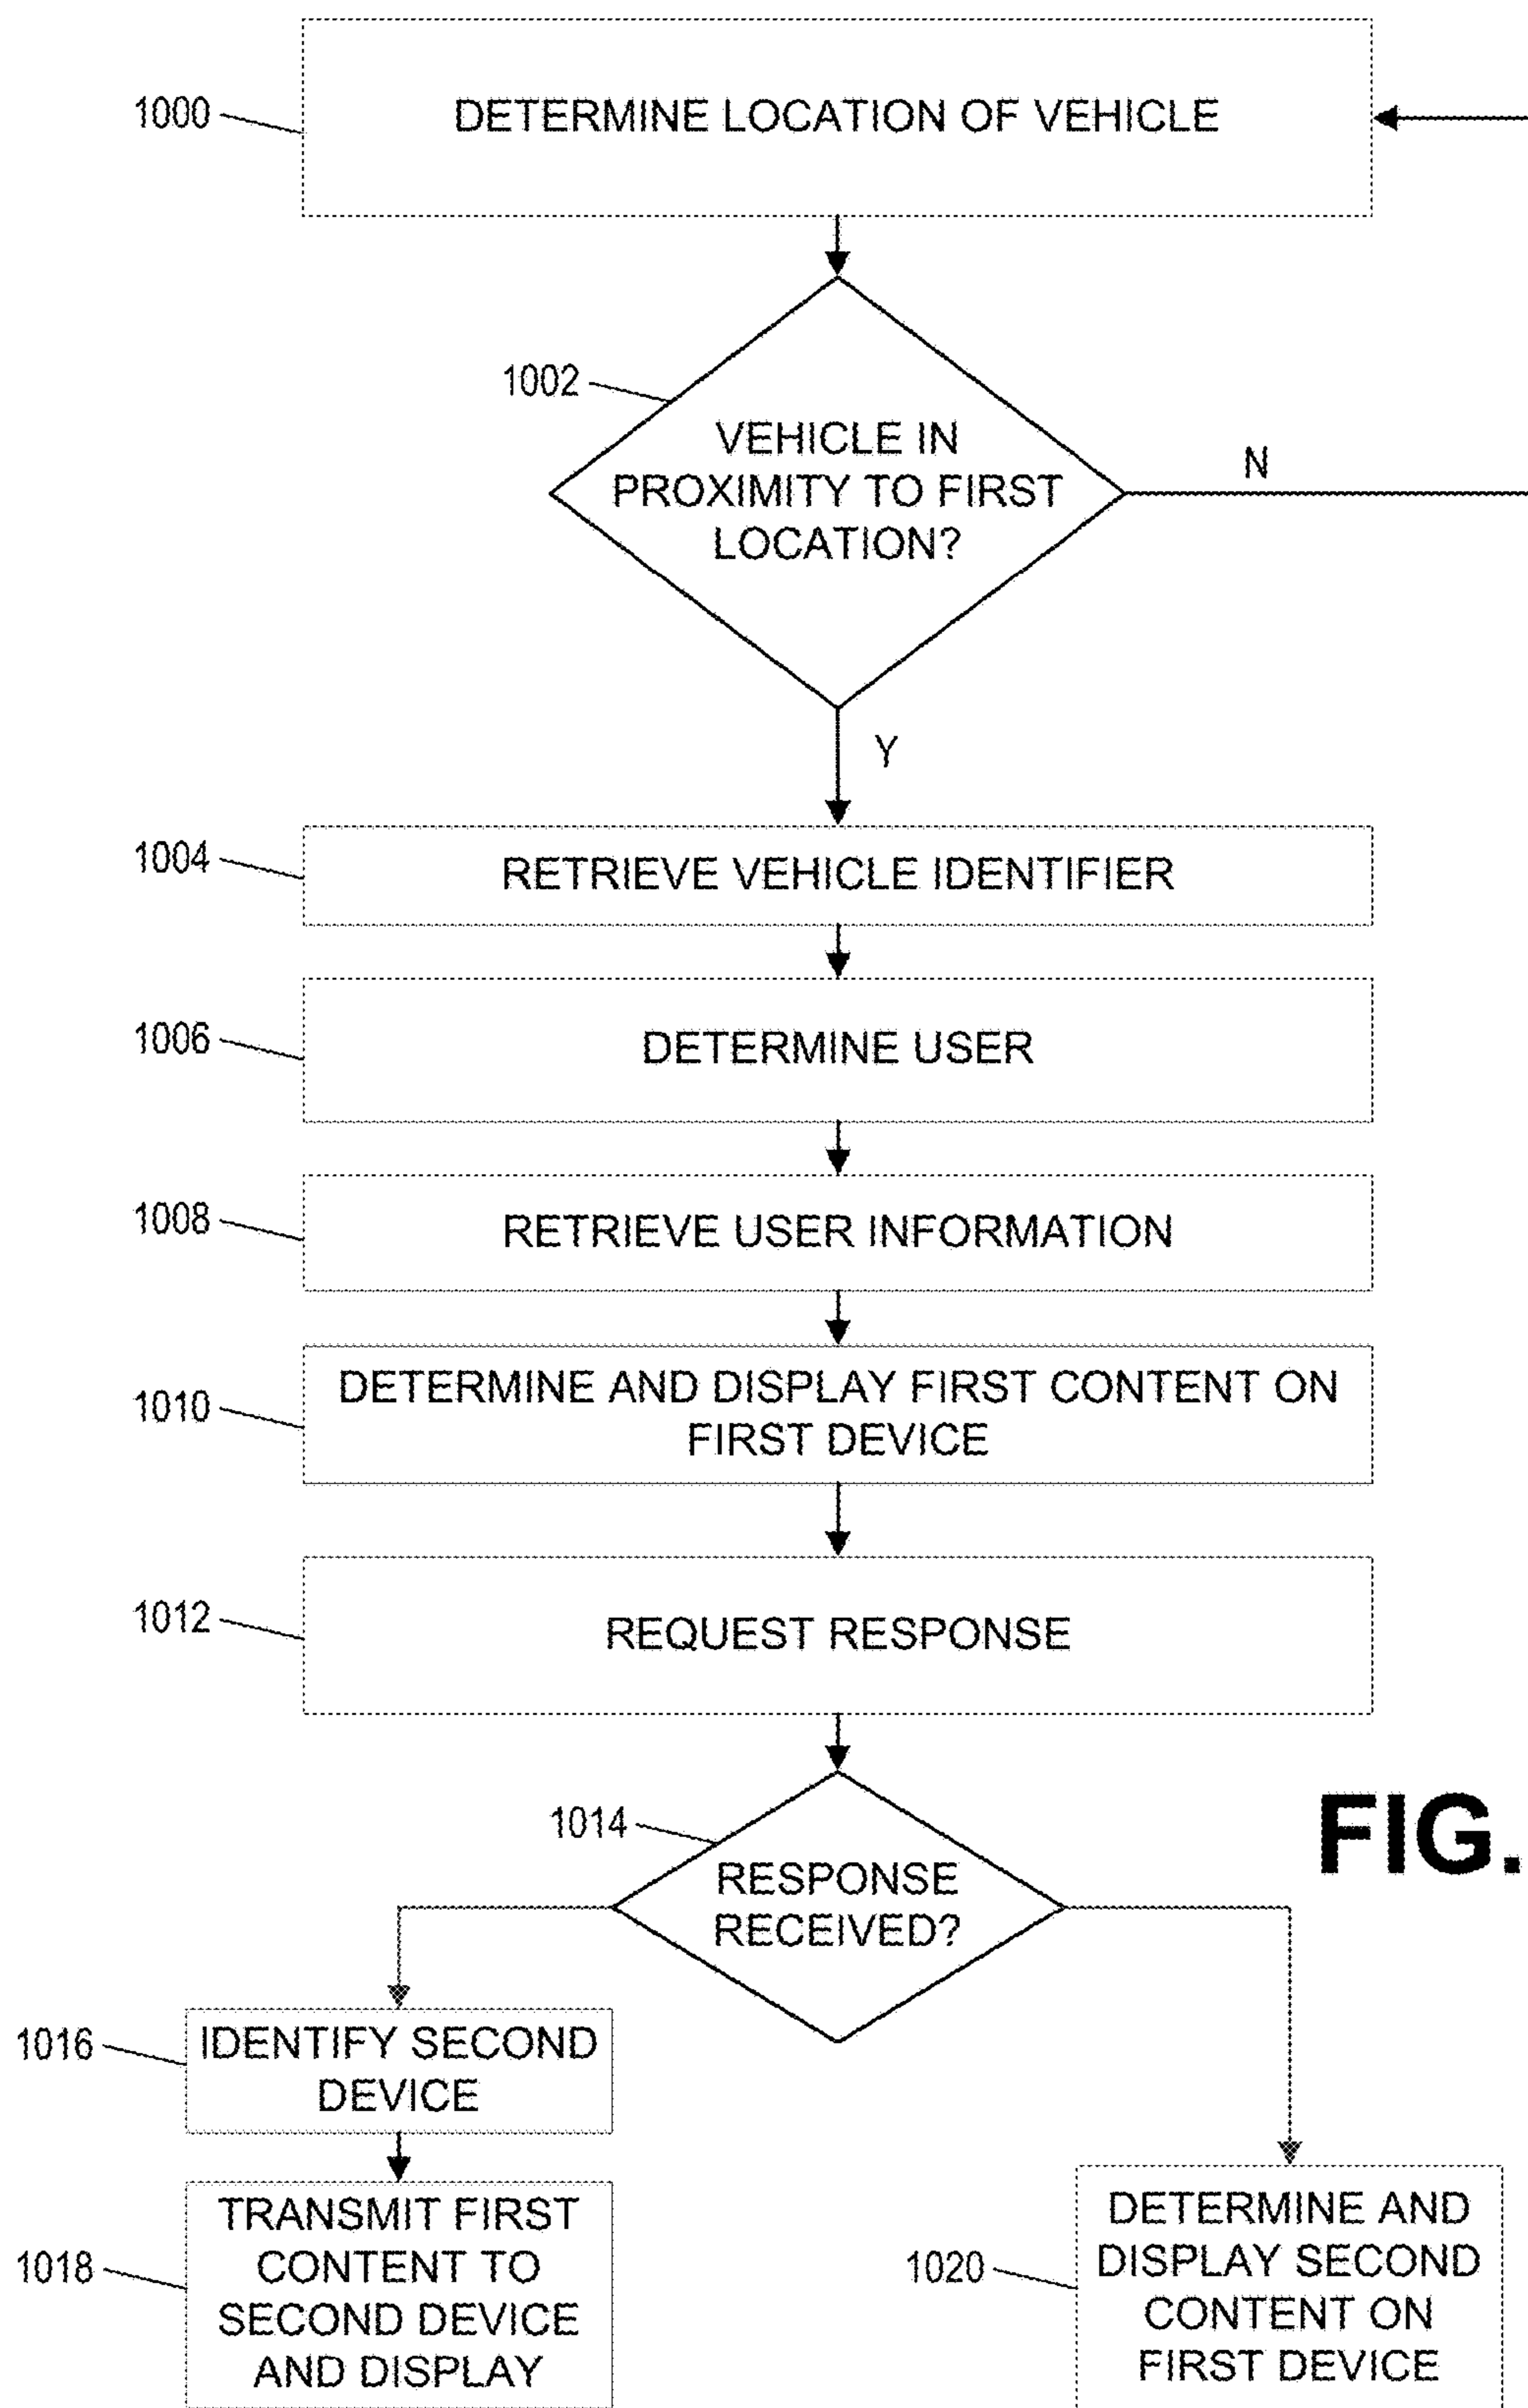 1000
DETERMINE LOCATION OF VEHICLE
1002
VEHICLE IN
PROXIMITY TO FIRST
LOCATION?
N
Y
1004
RETRIEVE VEHICLE IDENTIFIER
1006
DETERMINE USER
1008
RETRIEVE USER INFORMATION
1010
DETERMINE AND DISPLAY FIRST CONTENT ON
FIRST DEVICE
1012
REQUEST RESPONSE
1014
RESPONSE
RECEIVED?
FIG.
1016
IDENTIFY SECOND
DEVICE
1018
TRANSMIT FIRST
CONTENT TO
SECOND DEVICE
AND DISPLAY
1020
DETERMINE AND
DISPLAY SECOND
CONTENT ON
FIRST DEVICE